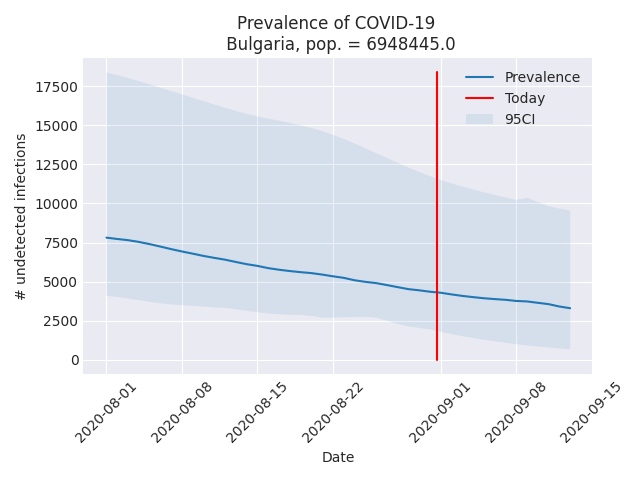 Prevalence of COVID-19
Bulgaria, pop. = 6948445.0
Prevalence
Today
95CI
17500
15000
12500
10000
7500
5000
2500
0
# undetected infections
2020-08-01
2020-08-08
2020-08-15
2020-08-22
2020-09-01
2020-09-08
2020-09-15
Date